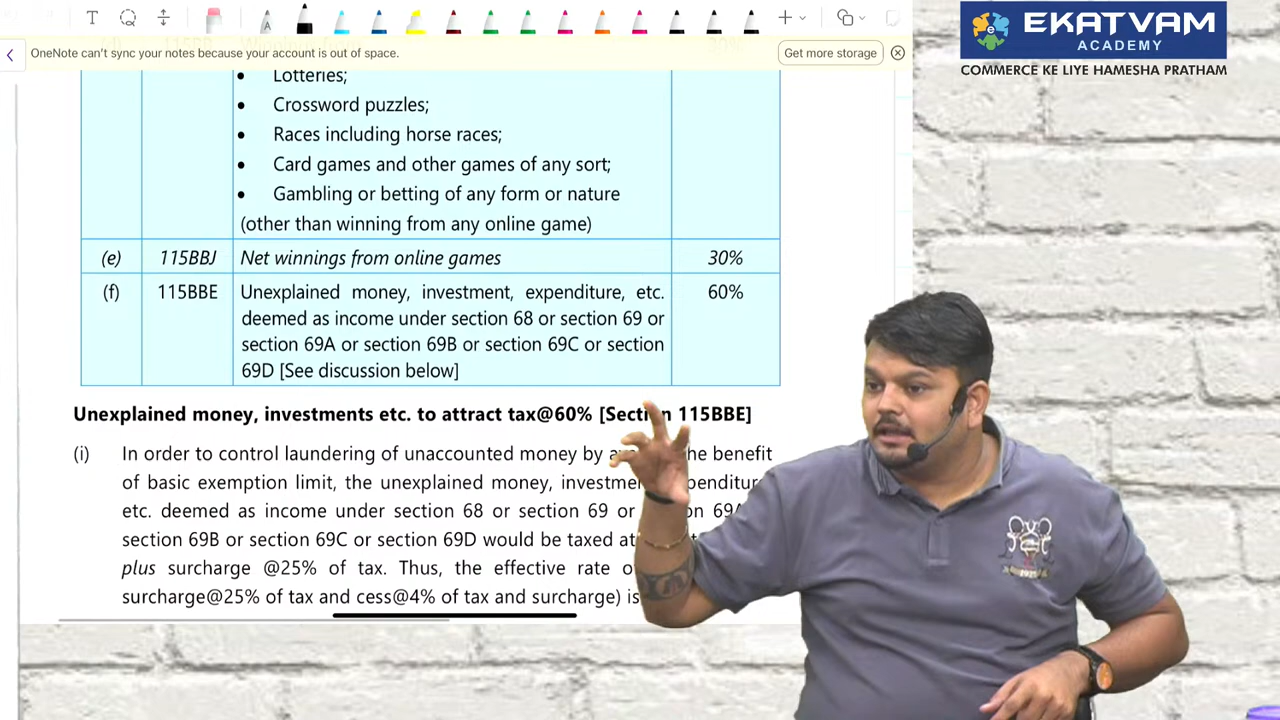 EKATVAM
ACADEMY
COMMERCE KE LIYE HAMESHA PRATHAM
OneNote can't sync your notes because your account is out of space.
Get more storage
• Lotteries;
• Crossword puzzles;
• Races including horse races;
• Card games and other games of any sort;
• Gambling or betting of any form or nature
(other than winning from any online game)
(e) 115BBJ Net winnings from online games 30%
(f) 115BBE Unexplained money, investment, expenditure, etc. 60%
deemed as income under section 68 or section 69 or
section 69A or section 69B or section 69C or section
69D [See discussion below]
Unexplained money, investments etc. to attract tax@60% [Section 115BBE]
(i) In order to control laundering of unaccounted money by he benefit
of basic exemption limit, the unexplained money,
etc. deemed as income under section 68 or section 69 or
section 69B or section 69C or section 69D would be taxed at
plus surcharge @25% of tax. Thus, the effective rate
surcharge@25% of tax and cess@4% of tax and surcharge) is